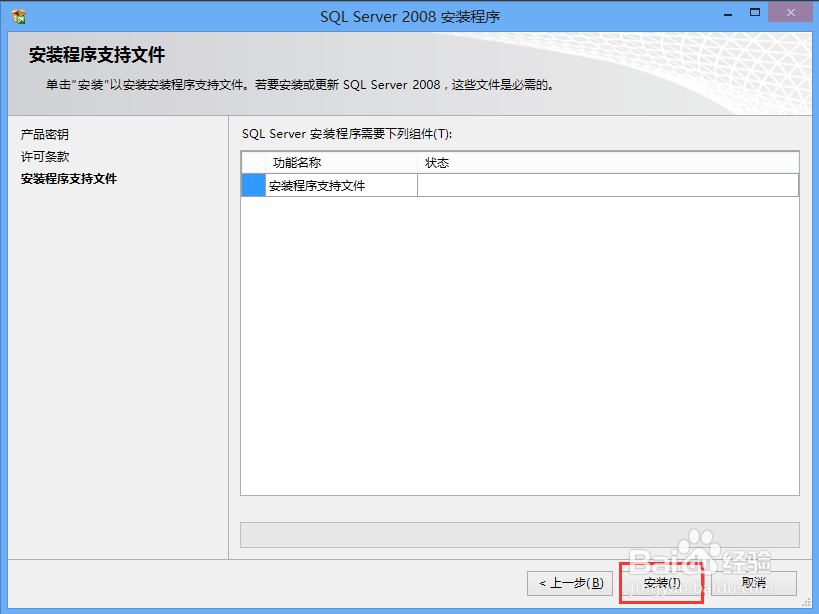 SQL Server 2008 安装程序
安装程序支持文件
单击“安装”以安装安装程序支持文件。若要安装或更新 SQL Server 2008，这些文件是必需的。
产品密钥
许可条款
安装程序支持文件
SQL Server 安装程序需要下列组件(T):
功能名称 状态
安装程序支持文件
< 上一步(B) 安装(I) 取消
Baidu 经验
jingyan.baidu.com